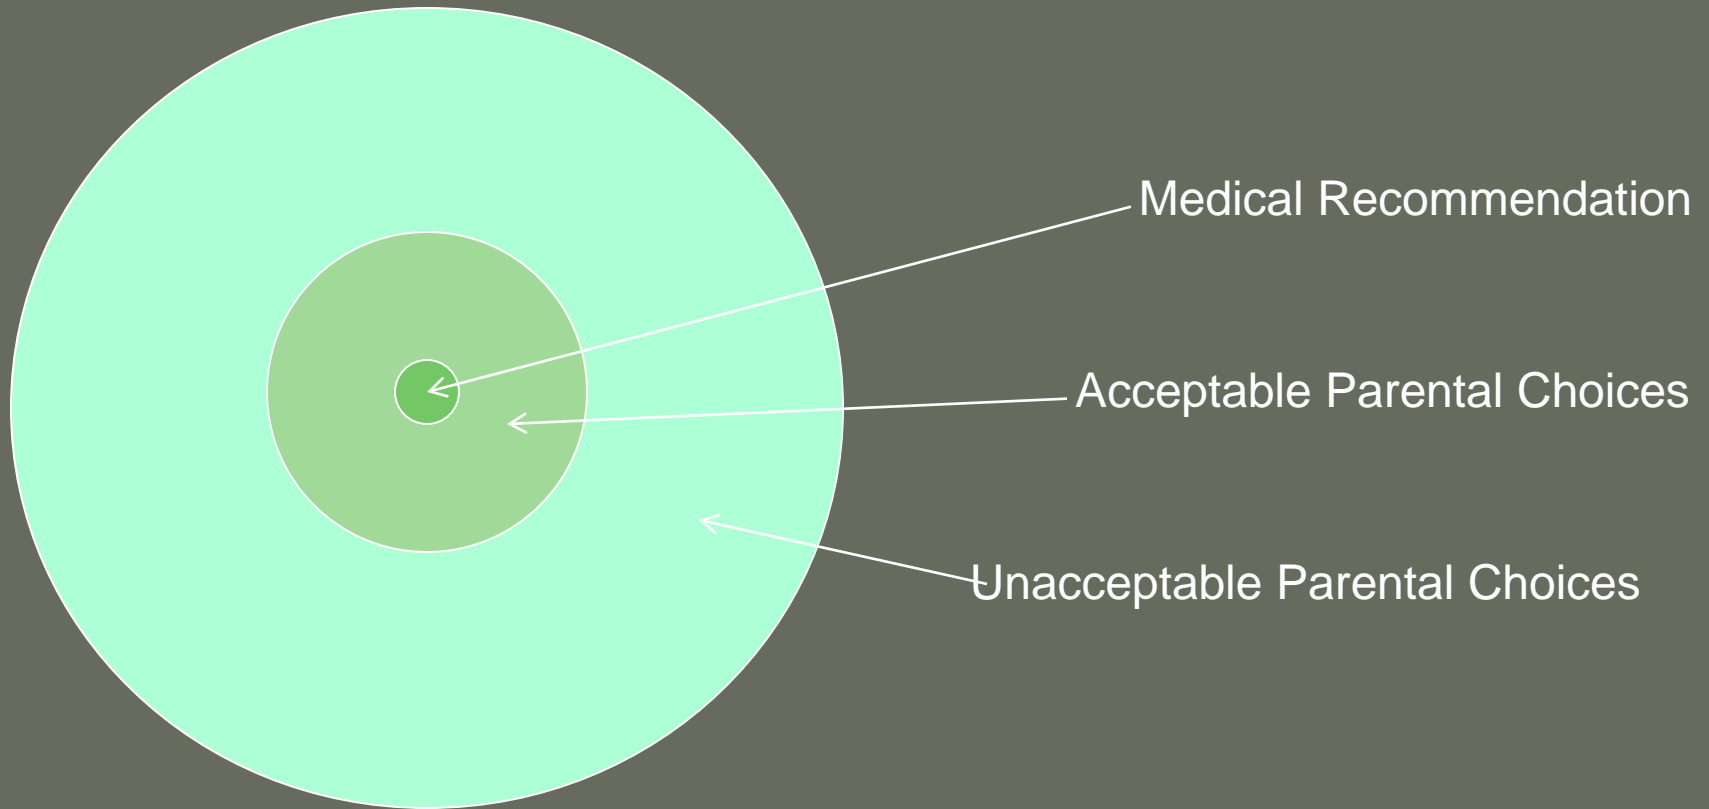 Medical Recommendation
Acceptable Parental Choices
Unacceptable Parental Choices